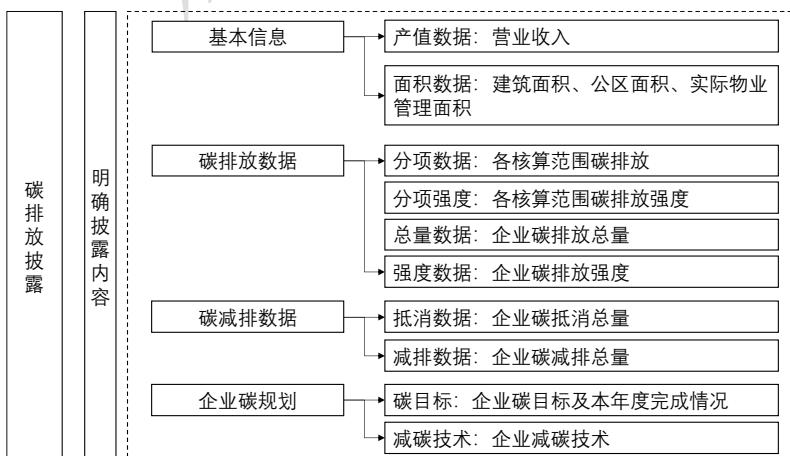 碳排放披露
明确披露内容
基本信息
产值数据：营业收入
面积数据：建筑面积、公区面积、实际物业
管理面积
碳排放数据
分项数据：各核算范围碳排放
分项强度：各核算范围碳排放强度
总量数据：企业碳排放总量
强度数据：企业碳排放强度
碳减排数据
抵消数据：企业碳抵消总量
减排数据：企业碳减排总量
企业碳规划
碳目标：企业碳目标及本年度完成情况
减碳技术：企业减碳技术